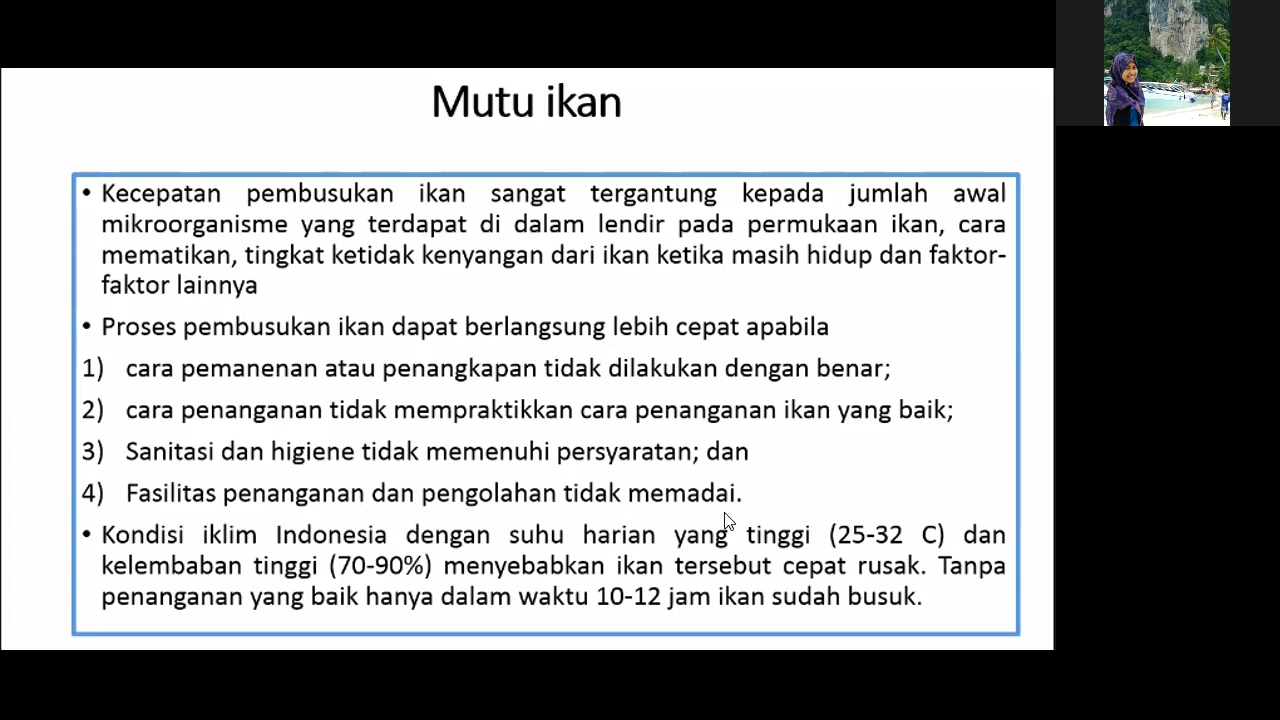 Mutu ikan
• Kecepatan pembusukan ikan sangat tergantung kepada jumlah awal
mikroorganisme yang terdapat di dalam lendir pada permukaan ikan, cara
mematikan, tingkat ketidak kenyangan dari ikan ketika masih hidup dan faktor-
faktor lainnya
• Proses pembusukan ikan dapat berlangsung lebih cepat apabila
1) cara pemanenan atau penangkapan tidak dilakukan dengan benar;
2) cara penanganan tidak mempraktikkan cara penanganan ikan yang baik;
3) Sanitasi dan higiene tidak memenuhi persyaratan; dan
4) Fasilitas penanganan dan pengolahan tidak memadai.
• Kondisi iklim Indonesia dengan suhu harian yang tinggi (25-32 C) dan
kelembaban tinggi (70-90%) menyebabkan ikan tersebut cepat rusak. Tanpa
penanganan yang baik hanya dalam waktu 10-12 jam ikan sudah busuk.